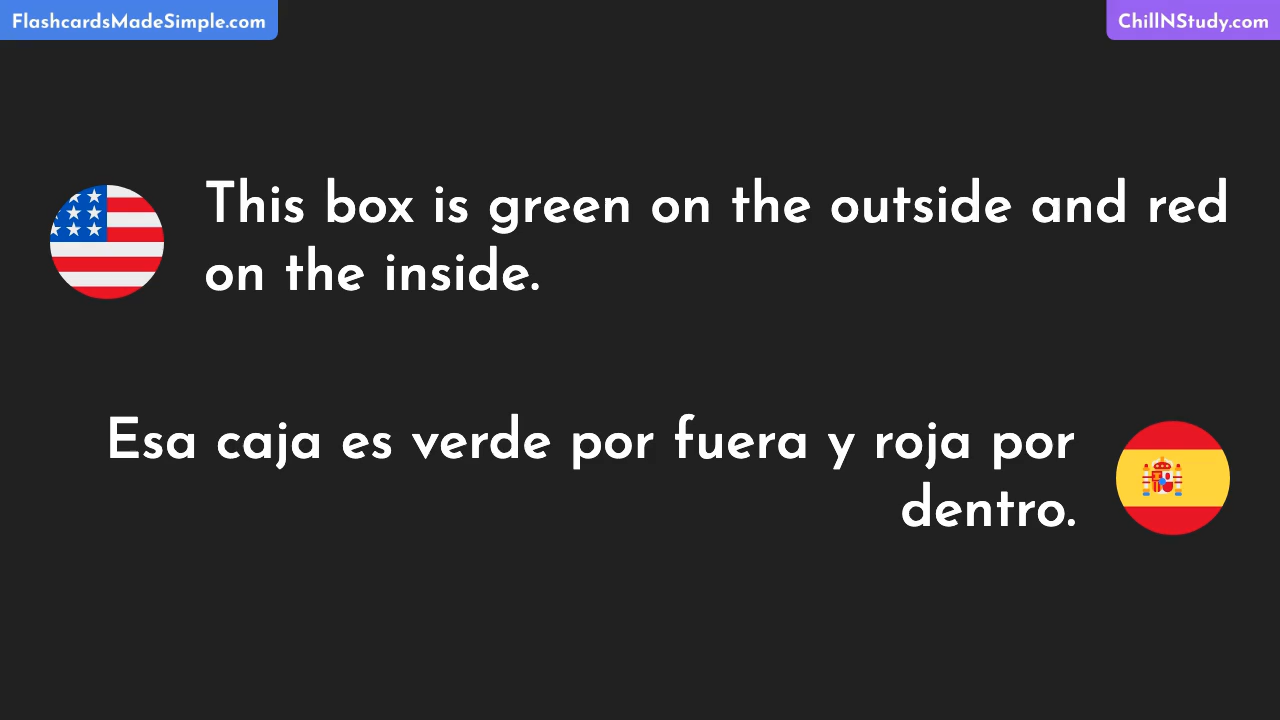 FlashcardsMadeSimple.com
ChillNStudy.com
This box is green on the outside and red
on the inside.
Esa caja es verde por fuera y roja por
dentro.